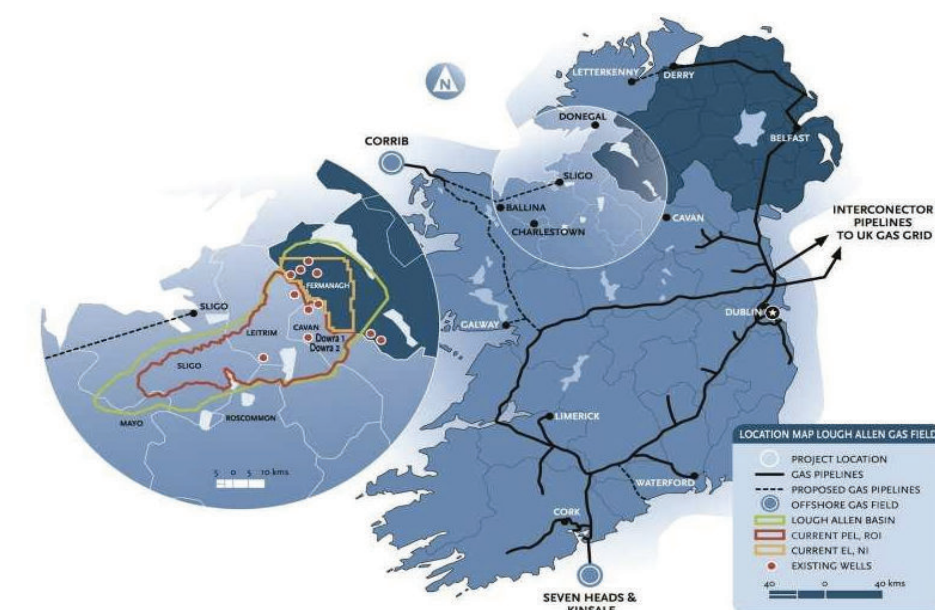 N
LETTERKENNY
DERRY
DONEGAL
BELFAST
CORRIB
SLIGO
BALLINA
CHARLESTOWN
CAVAN
INTERCONECTOR
PIPELINES
TO UK GAS GRID
GALWAY
DUBLIN
LIMERICK
WATERFORD
CORK
SEVEN HEADS &
KINSALE
FERMANAGH
SLIGO
LEITRIM
CAVAN
Dowra 1
Dowra 2
SLIGO
MAYO
ROSCOMMON
5 0 5 10 kms
LOCATION MAP LOUGH ALLEN GAS FIELD
PROJECT LOCATION
GAS PIPELINES
PROPOSED GAS PIPELINES
OFFSHORE GAS FIELD
LOUGH ALLEN BASIN
CURRENT PEL, ROI
CURRENT EL, NI
EXISTING WELLS
40 0 40 kms